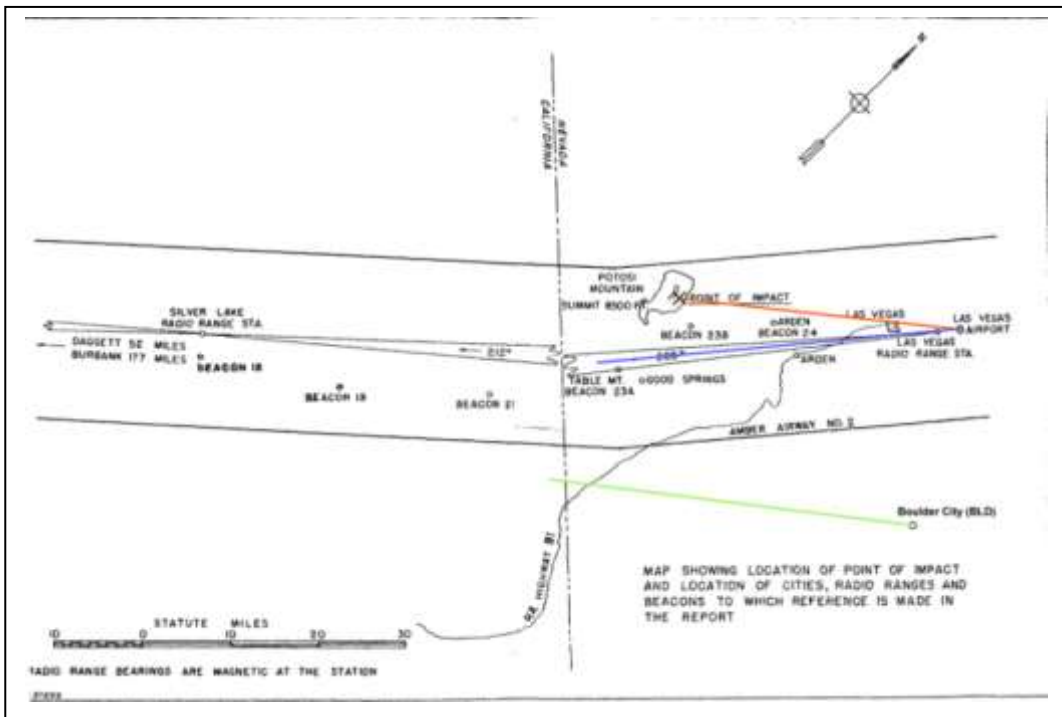 N
CALIFORNIA
NEVADA
POTOSI
MOUNTAIN
SUMMIT 8500 FT.
POINT OF IMPACT
SILVER LAKE
RADIO RANGE STA.
DAGGETT 52 MILES
BURBANK 177 MILES
BEACON 18
212°
BEACON 23B
ARDEN
BEACON 24
LAS VEGAS
LAS VEGAS
AIRPORT
LAS VEGAS
RADIO RANGE STA.
ARDEN
TABLE MT.
BEACON 23A
GOOD SPRINGS
BEACON 19
BEACON 21
AMBER AIRWAY NO. 2
Boulder City (BLD)
HIGHWAY 91
MAP SHOWING LOCATION OF POINT OF IMPACT
AND LOCATION OF CITIES, RADIO RANGES AND
BEACONS TO WHICH REFERENCE IS MADE IN
THE REPORT
STATUTE MILES
10 0 10 20 30
RADIO RANGE BEARINGS ARE MAGNETIC AT THE STATION